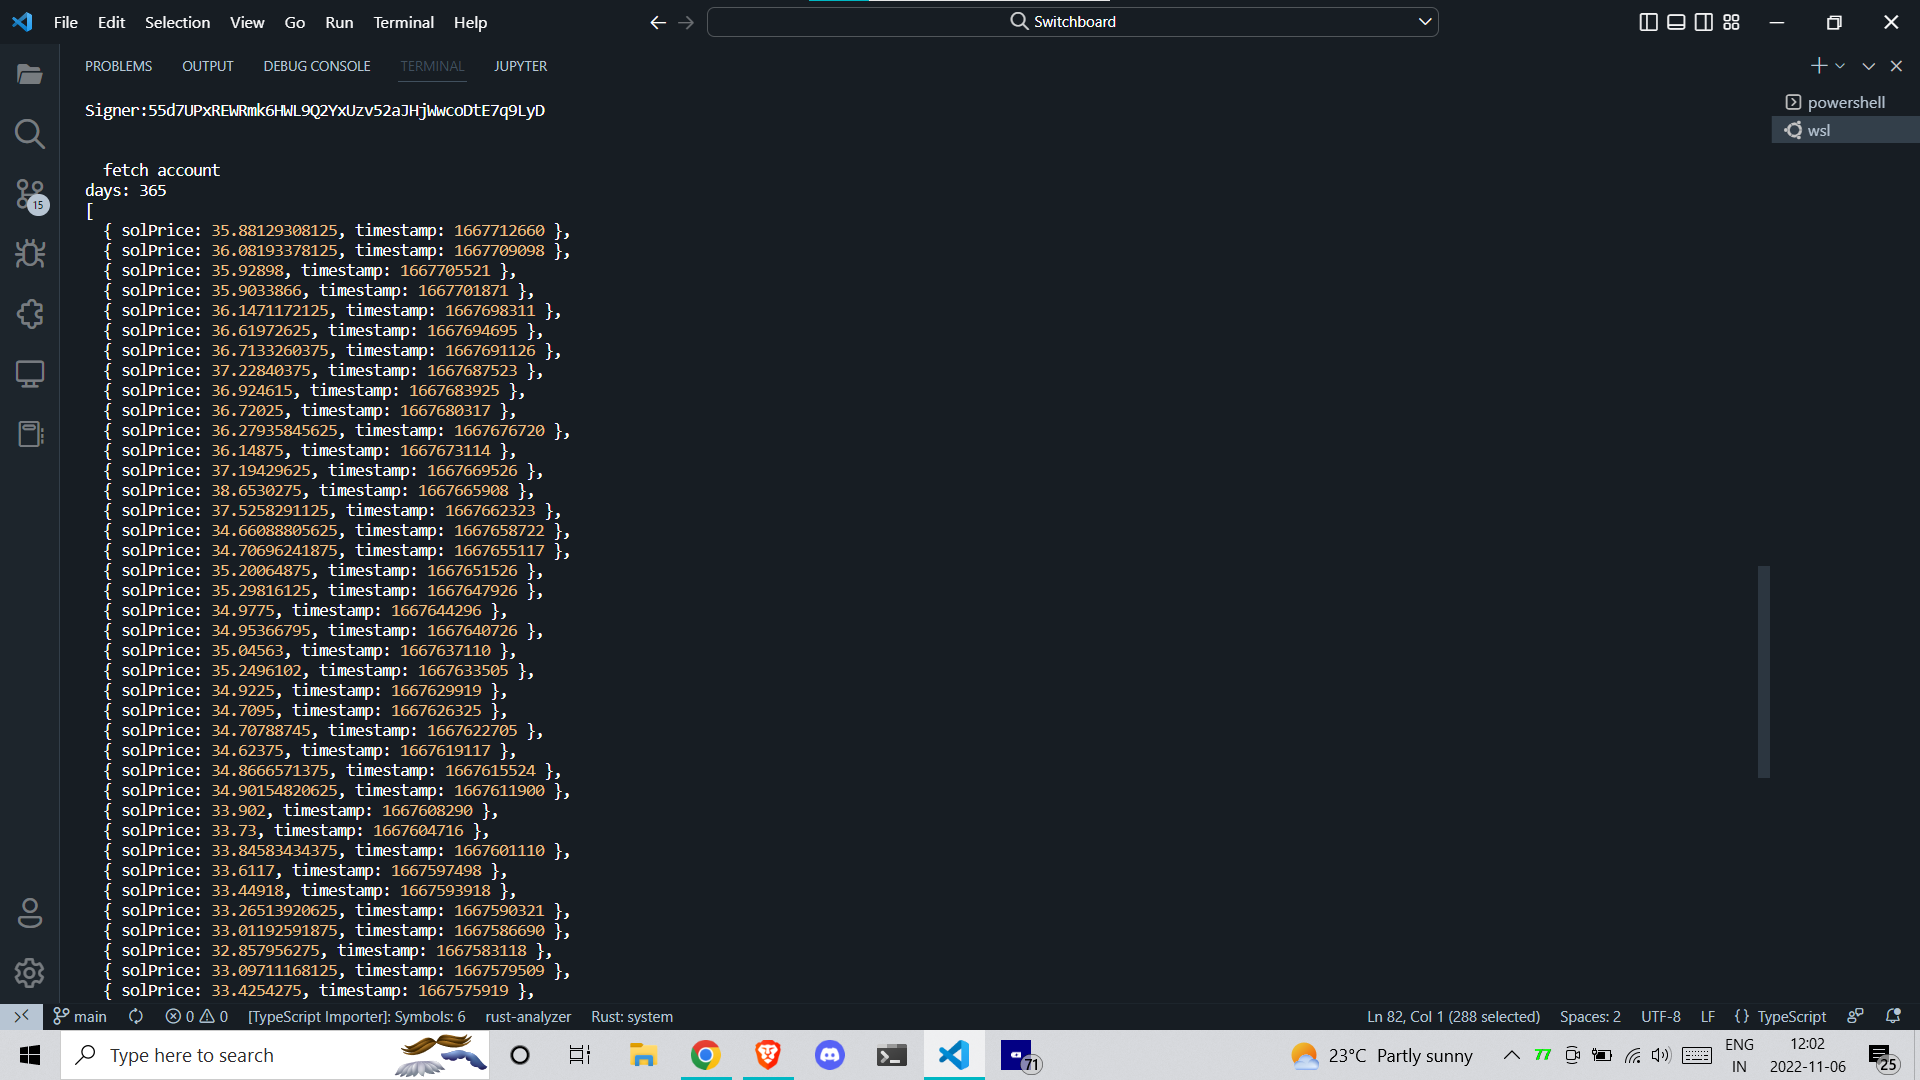 File Edit Selection View Go Run Terminal Help
Switchboard
PROBLEMS OUTPUT DEBUG CONSOLE TERMINAL JUPYTER
powershell
wsl
15
Signer:55d7UPxREWRmk6HWL9Q2YxUzv52aJHjWwcoDtE7q9LyD
fetch account
days: 365
[
{ solPrice: 35.88129308125, timestamp: 1667712660 },
{ solPrice: 36.08193378125, timestamp: 1667709098 },
{ solPrice: 35.92898, timestamp: 1667705521 },
{ solPrice: 35.9033866, timestamp: 1667701871 },
{ solPrice: 36.1471172125, timestamp: 1667698311 },
{ solPrice: 36.61972625, timestamp: 1667694695 },
{ solPrice: 36.7133260375, timestamp: 1667691126 },
{ solPrice: 37.22840375, timestamp: 1667687523 },
{ solPrice: 36.924615, timestamp: 1667683925 },
{ solPrice: 36.72025, timestamp: 1667680317 },
{ solPrice: 36.27935845625, timestamp: 1667676720 },
{ solPrice: 36.14875, timestamp: 1667673114 },
{ solPrice: 37.19429625, timestamp: 1667669526 },
{ solPrice: 38.6530275, timestamp: 1667665908 },
{ solPrice: 37.5258291125, timestamp: 1667662323 },
{ solPrice: 34.66088805625, timestamp: 1667658722 },
{ solPrice: 34.70696241875, timestamp: 1667655117 },
{ solPrice: 35.20064875, timestamp: 1667651526 },
{ solPrice: 35.29816125, timestamp: 1667647926 },
{ solPrice: 34.9775, timestamp: 1667644296 },
{ solPrice: 34.95366795, timestamp: 1667640726 },
{ solPrice: 35.04563, timestamp: 1667637110 },
{ solPrice: 35.2496102, timestamp: 1667633505 },
{ solPrice: 34.9225, timestamp: 1667629919 },
{ solPrice: 34.7095, timestamp: 1667626325 },
{ solPrice: 34.70788745, timestamp: 1667622705 },
{ solPrice: 34.62375, timestamp: 1667619117 },
{ solPrice: 34.8666571375, timestamp: 1667615524 },
{ solPrice: 34.90154820625, timestamp: 1667611900 },
{ solPrice: 33.902, timestamp: 1667608290 },
{ solPrice: 33.73, timestamp: 1667604716 },
{ solPrice: 33.84583434375, timestamp: 1667601110 },
{ solPrice: 33.6117, timestamp: 1667597498 },
{ solPrice: 33.44918, timestamp: 1667593918 },
{ solPrice: 33.26513920625, timestamp: 1667590321 },
{ solPrice: 33.01192591875, timestamp: 1667586690 },
{ solPrice: 32.857956275, timestamp: 1667583118 },
{ solPrice: 33.09711168125, timestamp: 1667579509 },
{ solPrice: 33.4254275, timestamp: 1667575919 },
main 0 0 [TypeScript Importer]: Symbols: 6 rust-analyzer Rust: system Ln 82, Col 1 (288 selected) Spaces: 2 UTF-8 LF {} TypeScript
Type here to search 71 23°C Partly sunny 77 ENG IN 12:02 2022-11-06 25